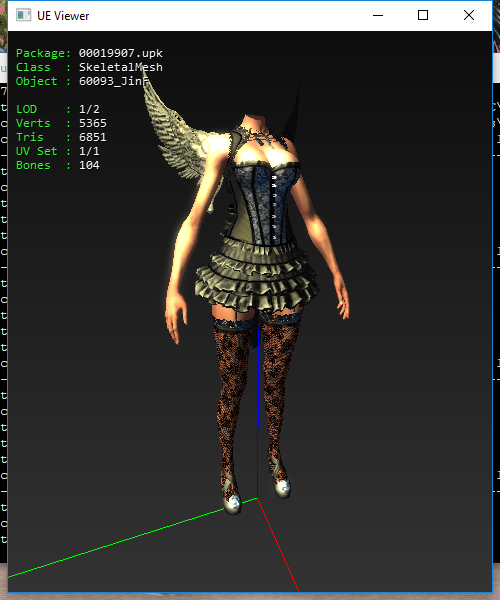 UE Viewer
Package: 00019907.upk
Class  : SkeletalMesh
Object : 60093_JinF
LOD    : 1/2
Verts  : 5365
Tris   : 6851
UV Set : 1/1
Bones  : 104